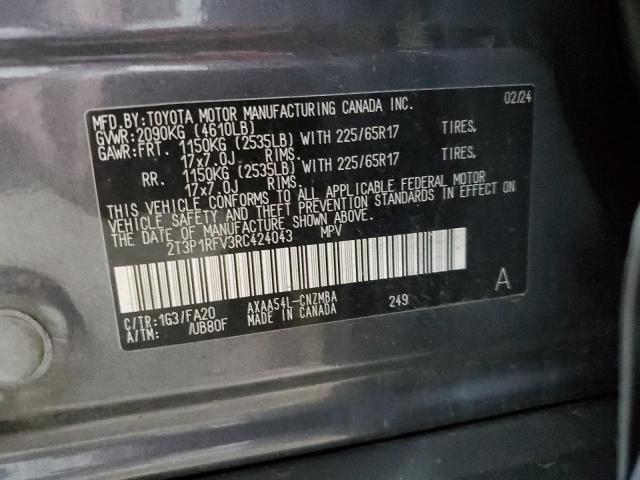 MFD.BY:TOYOTA MOTOR MANUFACTURING CANADA INC. 02/24
GVWR:2090KG (4610LB)
GAWR:FRT. 1150KG (2535LB) WITH 225/65R17 TIRES,
17x7.0J RIMS.
RR. 1150KG (2535LB) WITH 225/65R17 TIRES,
17x7.0J RIMS.
THIS VEHICLE CONFORMS TO ALL APPLICABLE FEDERAL MOTOR
VEHICLE SAFETY AND THEFT PREVENTION STANDARDS IN EFFECT ON
THE DATE OF MANUFACTURE SHOWN ABOVE.
2T3P1RFV3RC424043 MPV
A
C/TR:1G3/FA20 AXAA54L-CNZMBA 249
A/TM: /UB80F MADE IN CANADA